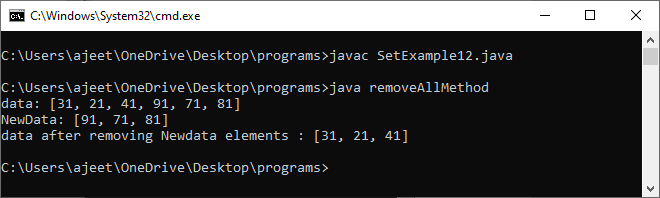 C:\Windows\System32\cmd.exe
C:\Users\ajeet\OneDrive\Desktop\programs>javac SetExample12.java
C:\Users\ajeet\OneDrive\Desktop\programs>java removeAllMethod
data: [31, 21, 41, 91, 71, 81]
NewData: [91, 71, 81]
data after removing Newdata elements : [31, 21, 41]
C:\Users\ajeet\OneDrive\Desktop\programs>